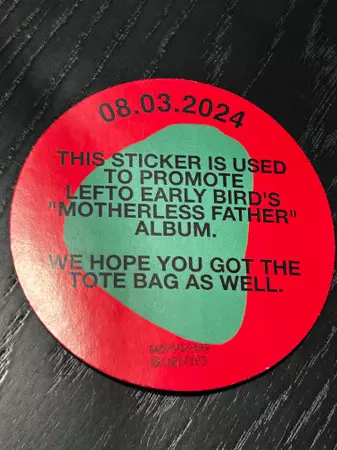 08.03.2024
THIS STICKER IS USED
TO PROMOTE
LEFTO EARLY BIRD'S
"MOTHERLESS FATHER"
ALBUM.
WE HOPE YOU GOT THE
TOTE BAG AS WELL.